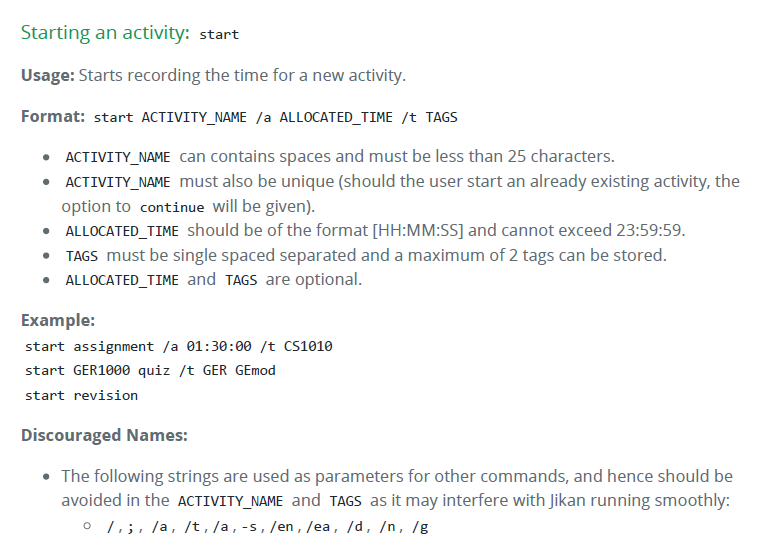 Starting an activity: start
Usage: Starts recording the time for a new activity.
Format: start ACTIVITY_NAME /a ALLOCATED_TIME /t TAGS
• ACTIVITY_NAME can contains spaces and must be less than 25 characters.
• ACTIVITY_NAME must also be unique (should the user start an already existing activity, the
option to continue will be given).
• ALLOCATED_TIME should be of the format [HH:MM:SS] and cannot exceed 23:59:59.
• TAGS must be single spaced separated and a maximum of 2 tags can be stored.
• ALLOCATED_TIME and TAGS are optional.
Example:
start assignment /a 01:30:00 /t CS1010
start GER1000 quiz /t GER GEmod
start revision
Discouraged Names:
• The following strings are used as parameters for other commands, and hence should be
avoided in the ACTIVITY_NAME and TAGS as it may interfere with Jikan running smoothly:
○ /, ;, /a, /t, /a, -s, /en, /ea, /d, /n, /g